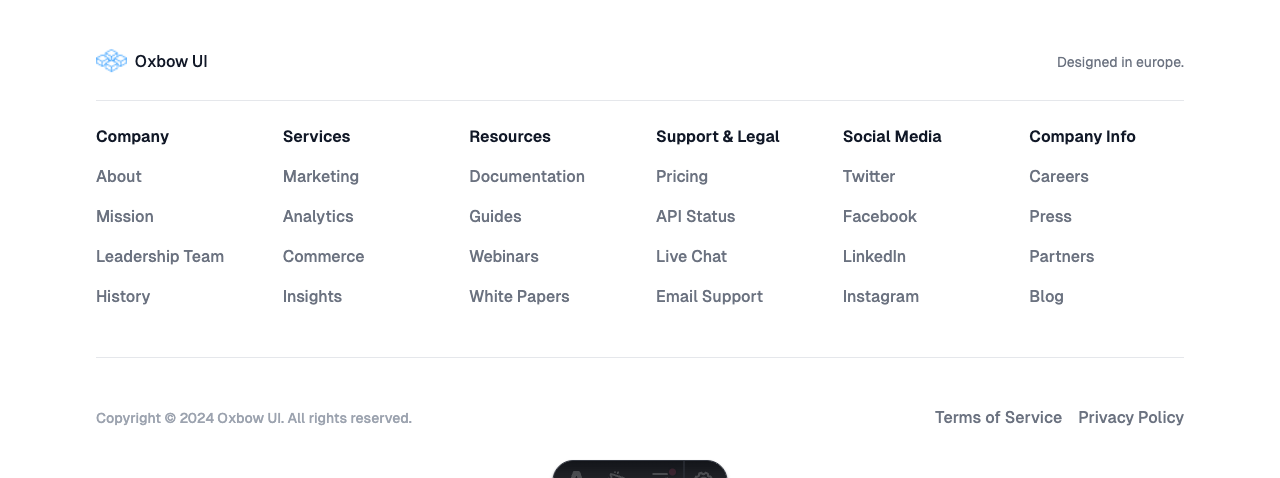 Oxbow UI
Designed in europe.
Company
About
Mission
Leadership Team
History
Services
Marketing
Analytics
Commerce
Insights
Resources
Documentation
Guides
Webinars
White Papers
Support & Legal
Pricing
API Status
Live Chat
Email Support
Social Media
Twitter
Facebook
LinkedIn
Instagram
Company Info
Careers
Press
Partners
Blog
Copyright © 2024 Oxbow UI. All rights reserved.
Terms of Service
Privacy Policy